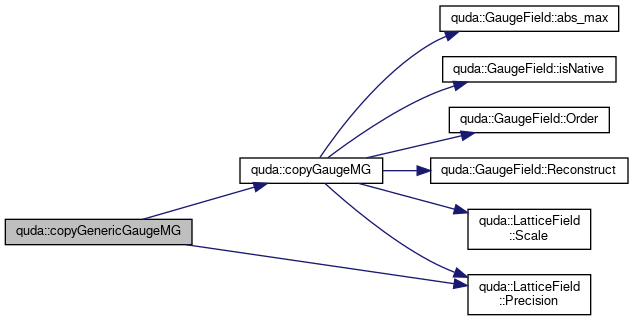 quda::GaugeField::abs_max
quda::GaugeField::isNative
quda::GaugeField::Order
quda::copyGaugeMG
quda::GaugeField::Reconstruct
quda::LatticeField
::Scale
quda::copyGenericGaugeMG
quda::LatticeField
::Precision